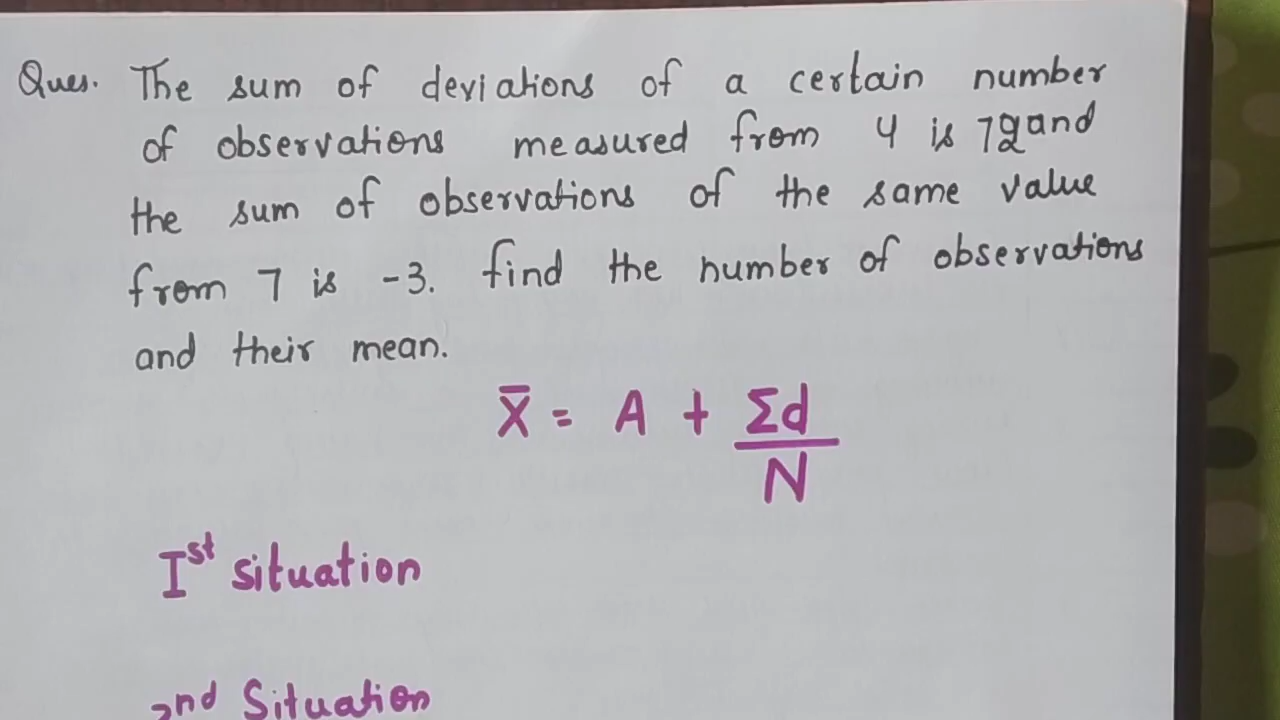 Ques. The sum of deviations of a certain number
of observations measured from 4 is 72 and
the sum of observations of the same value
from 7 is -3. find the number of observations
and their mean.
X̄ = A + Σd
N
Ist situation
2nd Situation